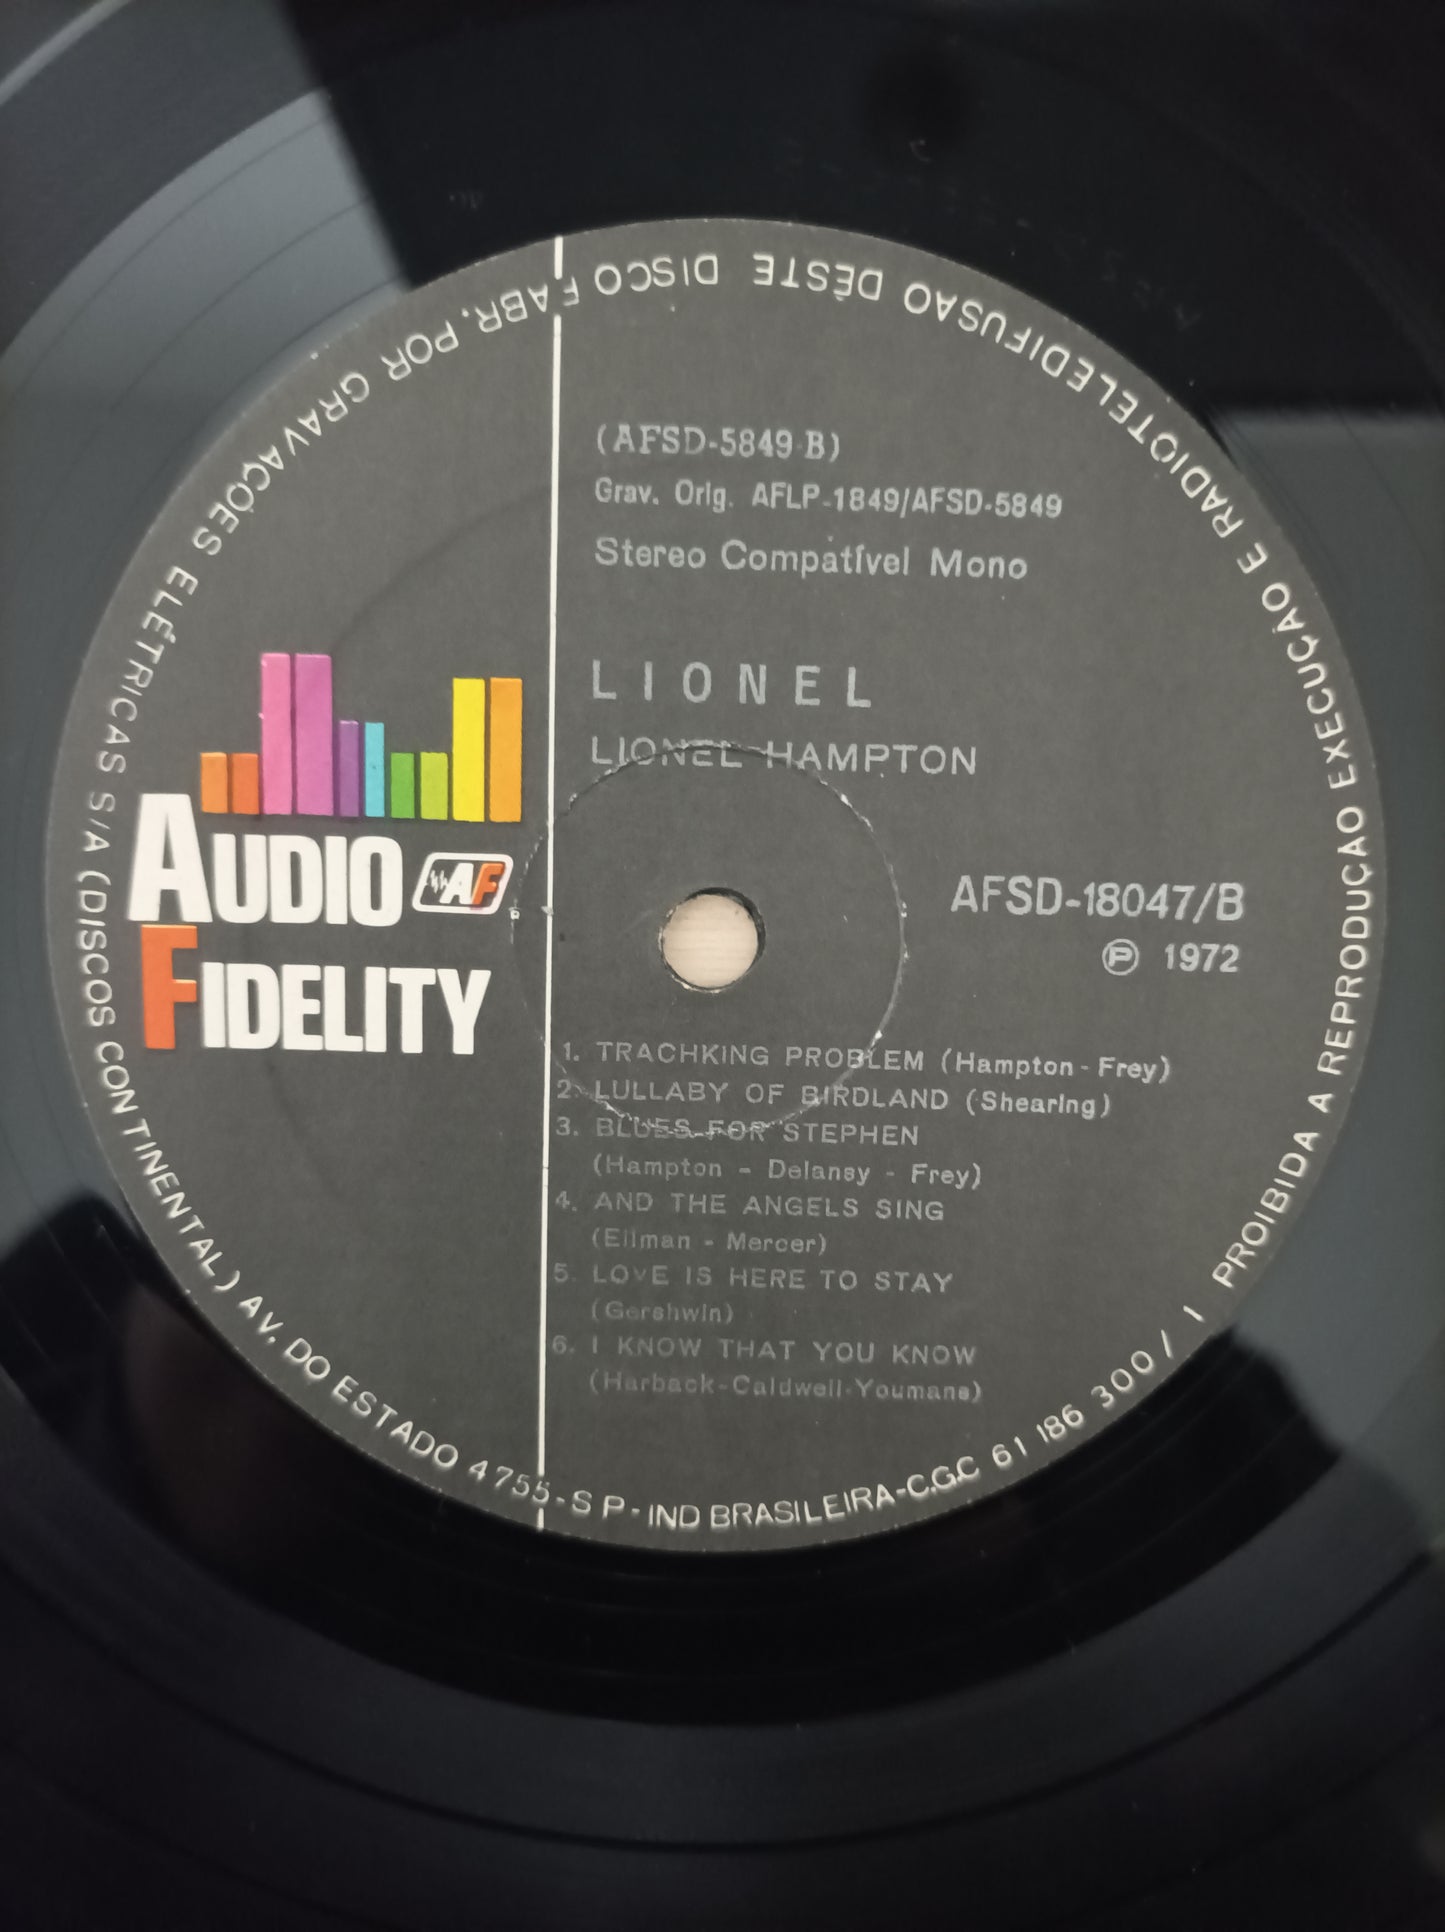 (AFSD-5849-B)
Grav. Orig. AFLP-1849/AFSD-5849
Stereo Compatível Mono
LIONEL
LIONEL HAMPTON
AUDIO AF
FIDELITY
AFSD-18047/B
Ⓟ 1972
1. TRACHKING PROBLEM (Hampton - Frey)
2. LULLABY OF BIRDLAND (Shearing)
3. BLUES FOR STEPHEN
(Hampton - Delansy - Frey)
4. AND THE ANGELS SING
(Ellman - Mercer)
5. LOVE IS HERE TO STAY
(Gershwin)
6. I KNOW THAT YOU KNOW
(Harback-Caldwell-Youmans)
PROIBIDA A REPRODUÇAO EXECUÇAO E RADIOTELEDIFUSAO DÊSTE DISCO FABR. POR GRAVAÇÕES ELÉTRICAS S/A (DISCOS CONTINENTAL) AV. DO ESTADO 4755-SP-IND BRASILEIRA-C.G.C 61 186 300 / 1